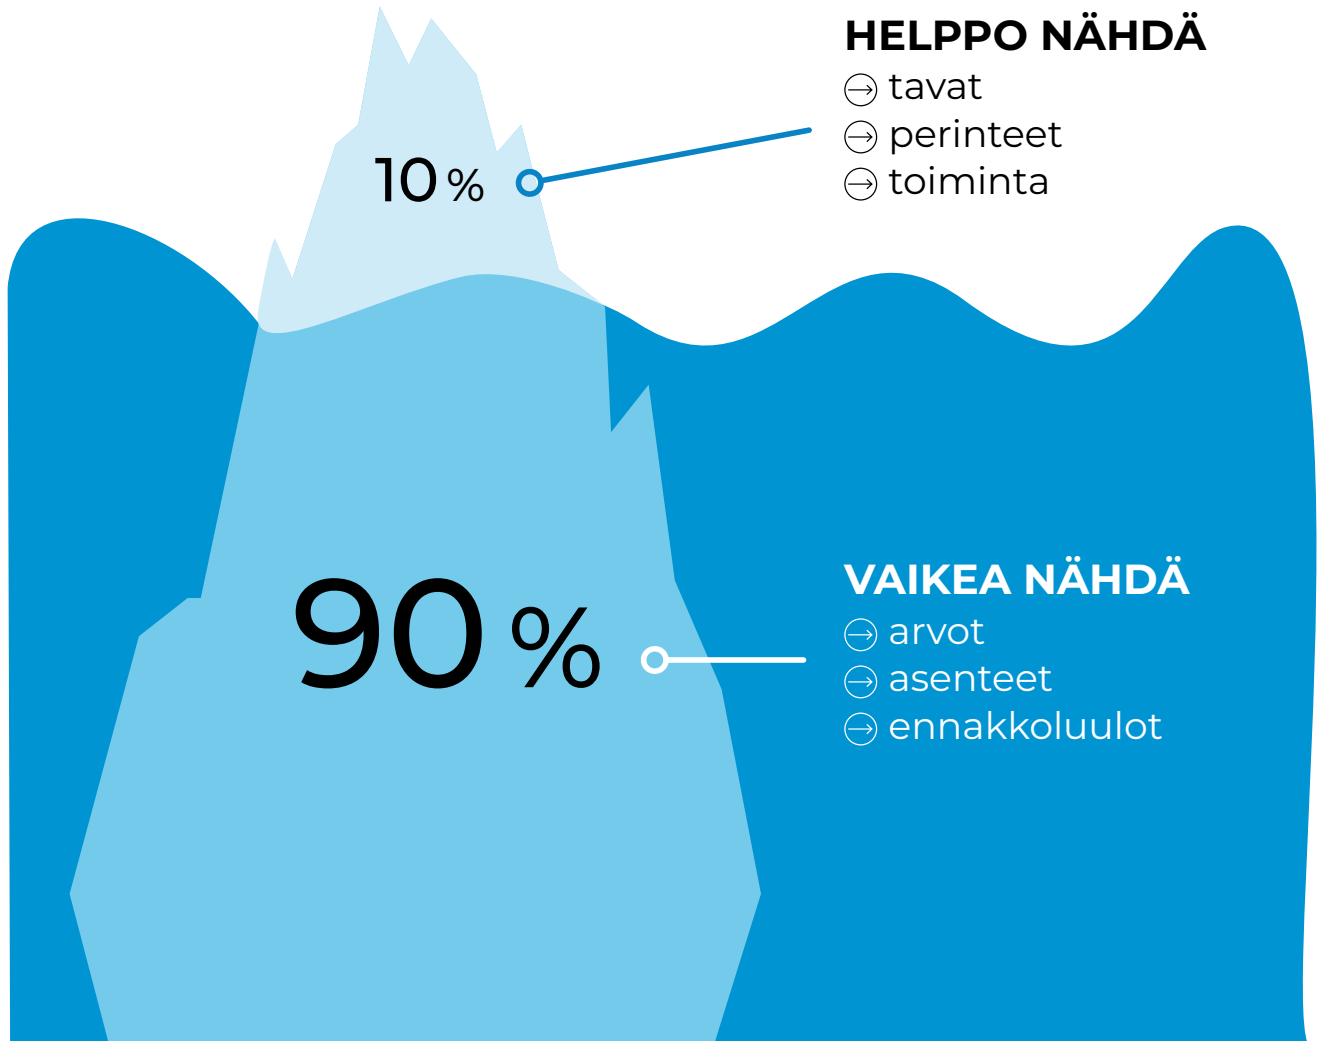 HELPPO NÄHDÄ
tavat
perinteet
toiminta
10 %
90 %
VAIKEA NÄHDÄ
arvot
asenteet
ennakkoluulot